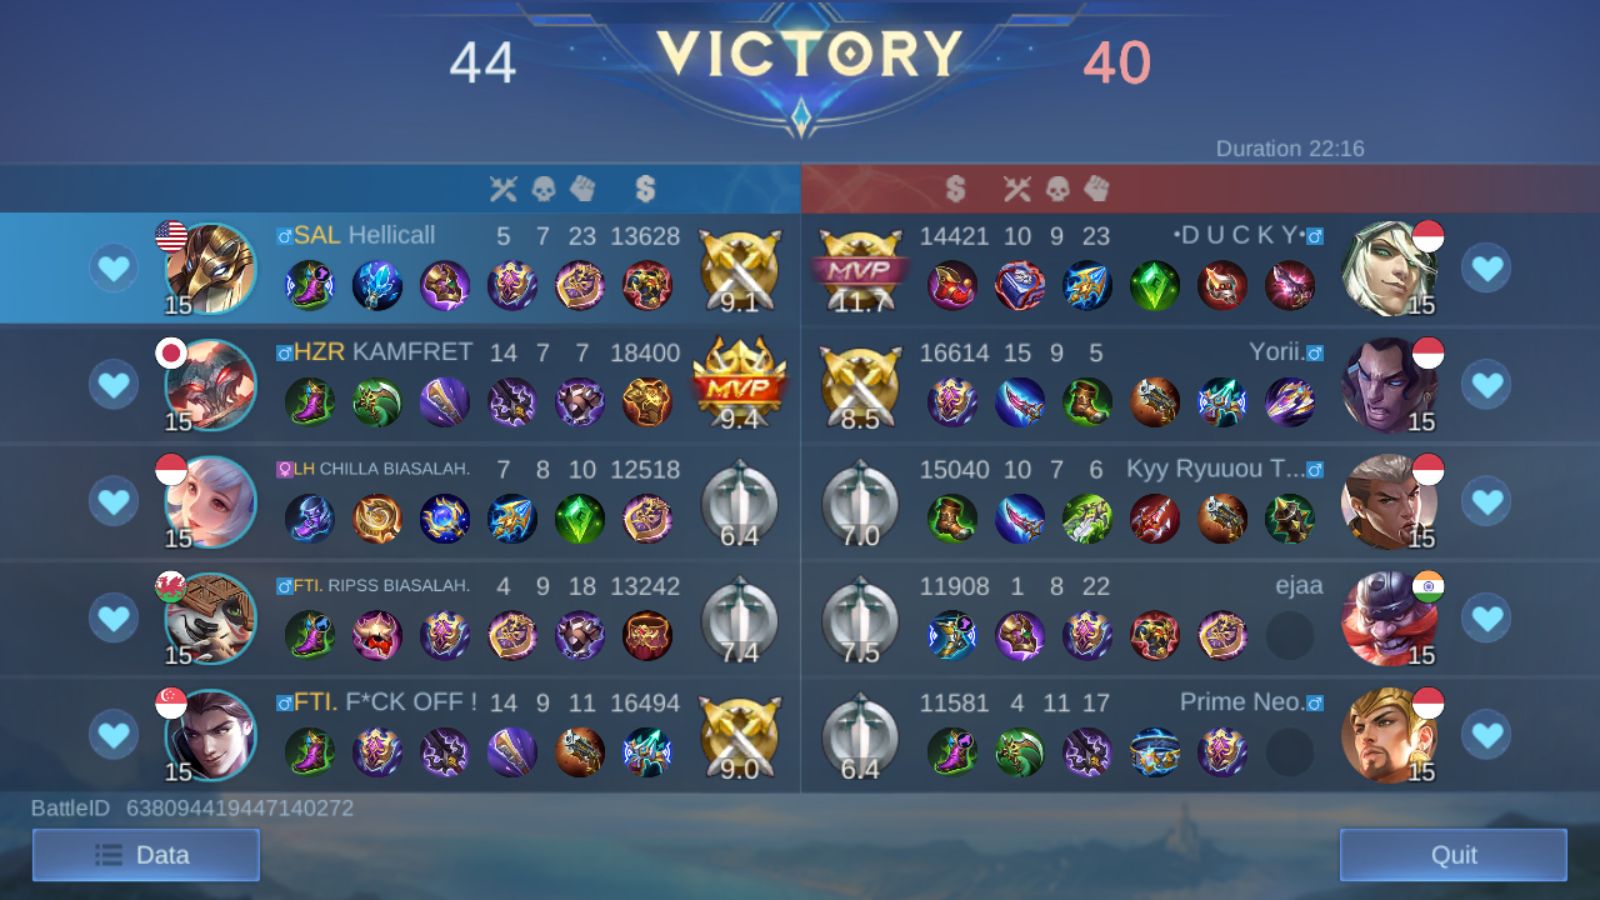 44 VICTORY 40
Duration 22:16
SAL Hellicall 5 7 23 13628 9.1 15
MVP 11.7 14421 10 9 23 •D U C K Y• 15
HZR KAMFRET 14 7 7 18400 MVP 9.4 15
8.5 16614 15 9 5 Yorii. 15
LH CHILLA BIASALAH. 7 8 10 12518 6.4 15
7.0 15040 10 7 6 Kyy Ryuuou T... 15
FTI. RIPSS BIASALAH. 4 9 18 13242 7.4 15
7.5 11908 1 8 22 ejaa 15
FTI. F*CK OFF ! 14 9 11 16494 9.0 15
6.4 11581 4 11 17 Prime Neo. 15
BattleID 638094419447140272
Data
Quit